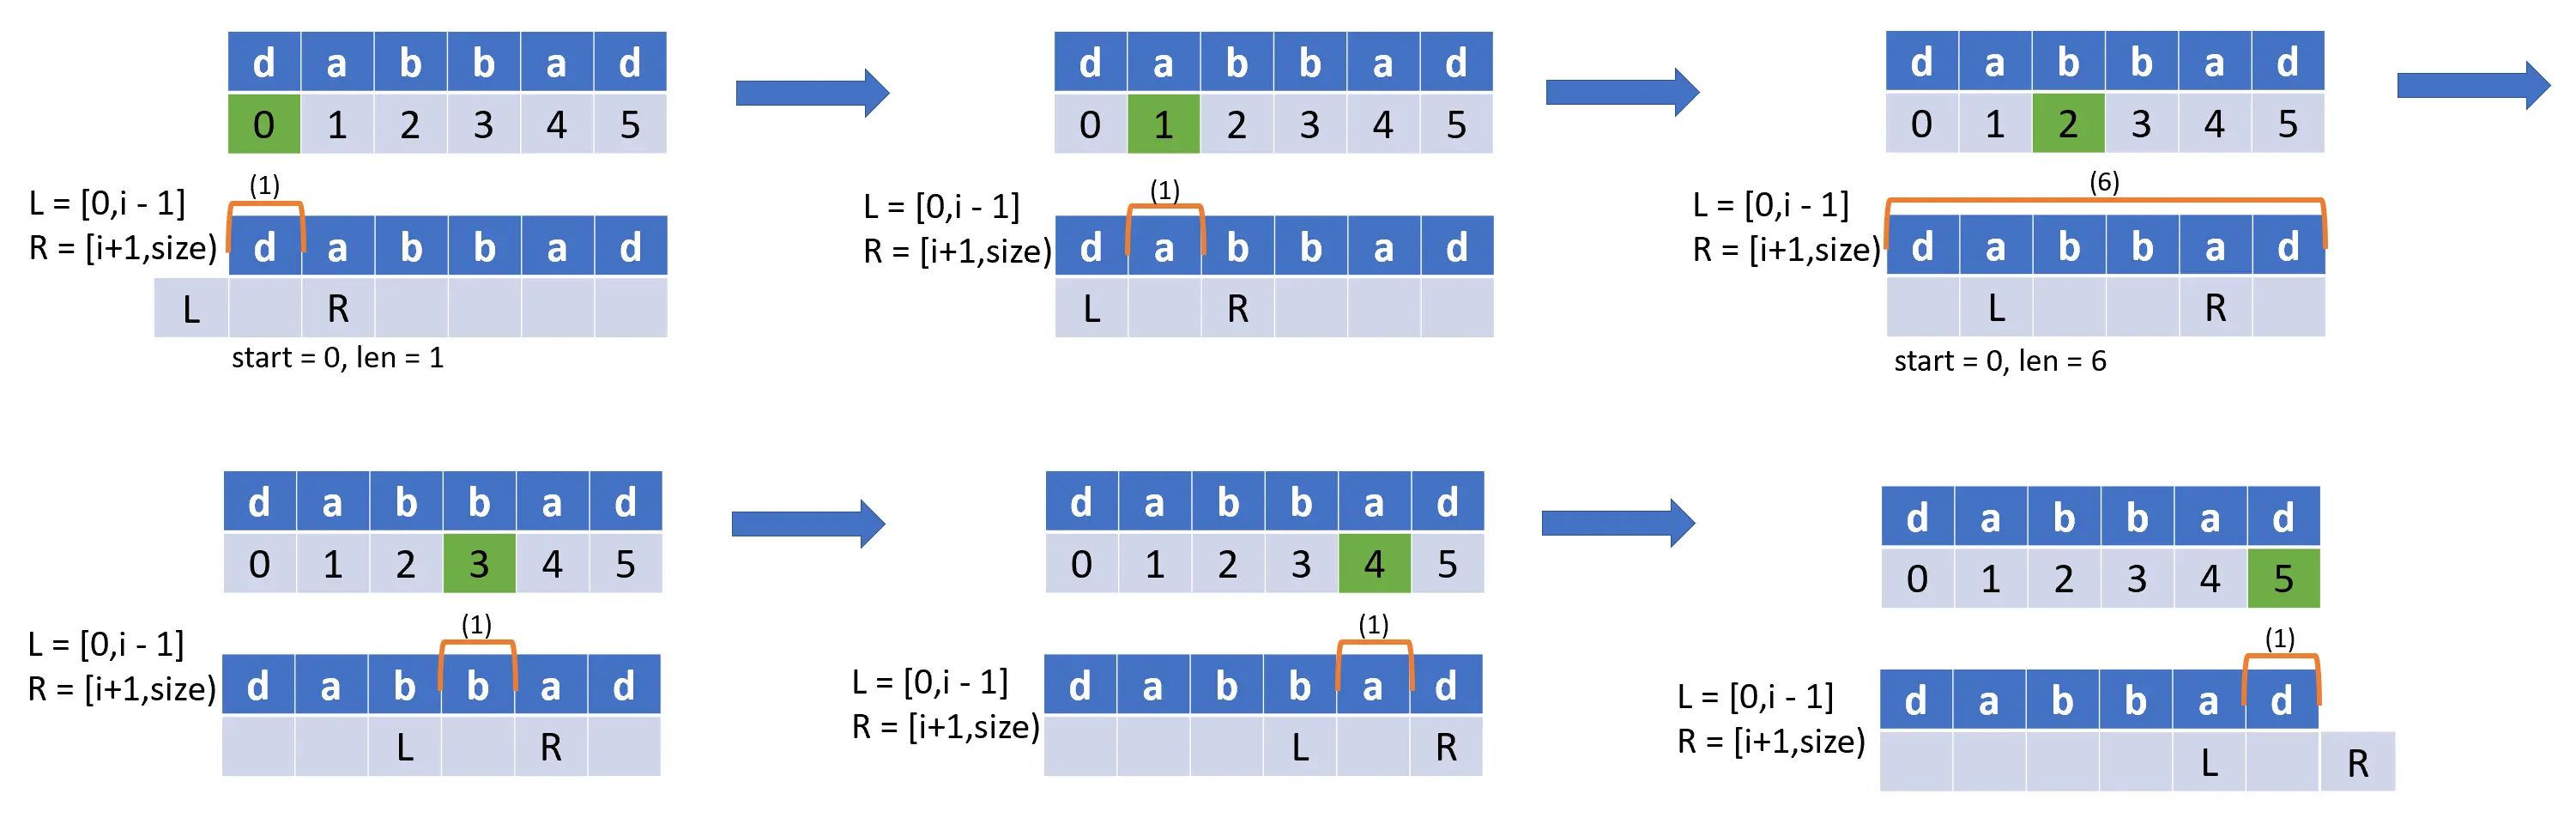 d a b b a d
0 1 2 3 4 5
(1)
L = [0,i - 1]
R = [i+1,size)
d a b b a d
L R
start = 0, len = 1
d a b b a d
0 1 2 3 4 5
(1)
L = [0,i - 1]
R = [i+1,size)
d a b b a d
L R
d a b b a d
0 1 2 3 4 5
(6)
L = [0,i - 1]
R = [i+1,size)
d a b b a d
L R
start = 0, len = 6
d a b b a d
0 1 2 3 4 5
(1)
L = [0,i - 1]
R = [i+1,size)
d a b b a d
L R
d a b b a d
0 1 2 3 4 5
(1)
L = [0,i - 1]
R = [i+1,size)
d a b b a d
L R
d a b b a d
0 1 2 3 4 5
(1)
L = [0,i - 1]
R = [i+1,size)
d a b b a d
L R